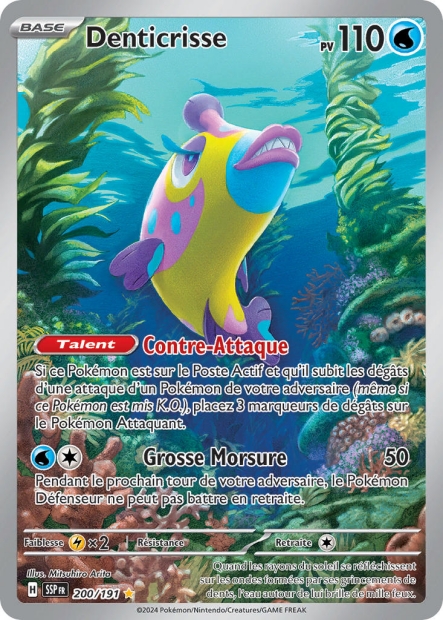 BASE Denticrisse PV 110
Talent Contre-Attaque
Si ce Pokémon est sur le Poste Actif et qu'il subit les dégâts
d'une attaque d'un Pokémon de votre adversaire (même si
ce Pokémon est mis K.O.), placez 3 marqueurs de dégâts sur
le Pokémon Attaquant.
Grosse Morsure 50
Pendant le prochain tour de votre adversaire, le Pokémon
Défenseur ne peut pas battre en retraite.
Faiblesse ×2 Résistance Retraite
Illus. Mitsuhiro Arita
Quand les rayons du soleil se réfléchissent
sur les ondes formées par ses grincements de
dents, l'eau autour de lui brille de mille feux.
H SSP FR 200/191
©2024 Pokémon/Nintendo/Creatures/GAME FREAK